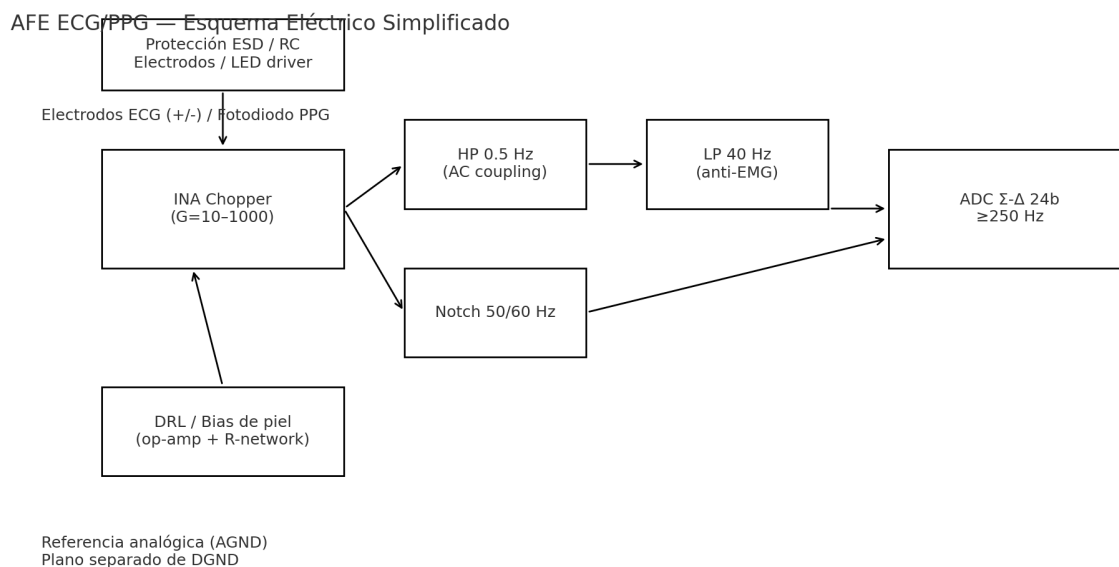 AFE ECG/PPG — Esquema Eléctrico Simplificado
Protección ESD / RC
Electrodos / LED driver
Electrodos ECG (+/-) / Fotodiodo PPG
INA Chopper
(G=10–1000)
HP 0.5 Hz
(AC coupling)
LP 40 Hz
(anti-EMG)
ADC Σ-Δ 24b
≥250 Hz
Notch 50/60 Hz
DRL / Bias de piel
(op-amp + R-network)
Referencia analógica (AGND)
Plano separado de DGND